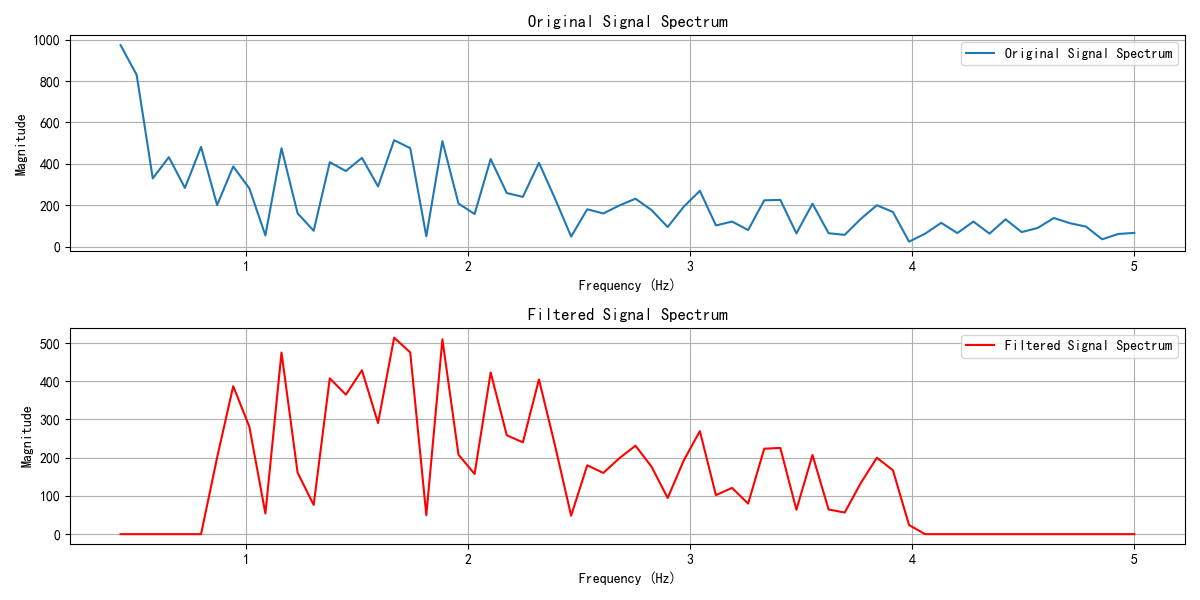 Original Signal Spectrum
1000
800
600
400
200
0
Magnitude
Original Signal Spectrum
1 2 3 4 5
Frequency (Hz)
Filtered Signal Spectrum
500
400
300
200
100
0
Magnitude
Filtered Signal Spectrum
1 2 3 4 5
Frequency (Hz)